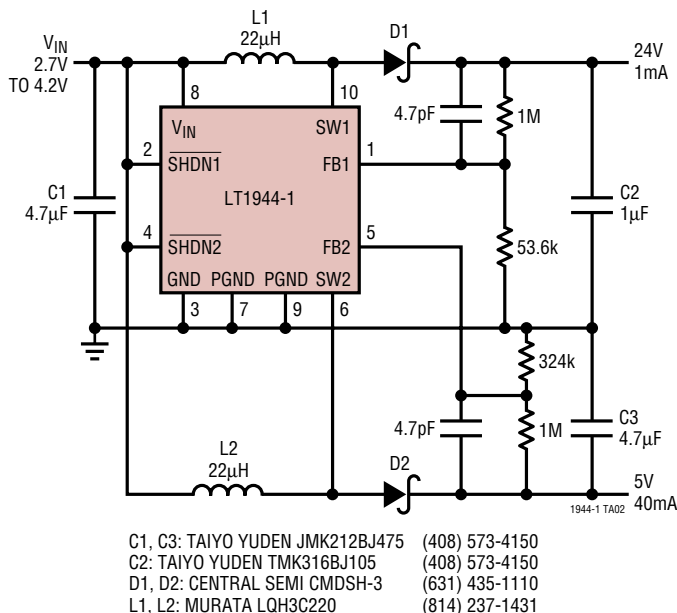 L1
22µH
D1
VIN
2.7V
TO 4.2V
24V
1mA
8
10
4.7pF
1M
VIN
SW1
2
SHDN1
FB1
1
C1
4.7µF
LT1944-1
C2
1µF
4
SHDN2
FB2
5
53.6k
GND PGND PGND SW2
3
7
9
6
324k
4.7pF
1M
C3
4.7µF
L2
22µH
D2
5V
40mA
1944-1 TA02
C1, C3: TAIYO YUDEN JMK212BJ475 (408) 573-4150
C2: TAIYO YUDEN TMK316BJ105 (408) 573-4150
D1, D2: CENTRAL SEMI CMDSH-3 (631) 435-1110
L1, L2: MURATA LQH3C220 (814) 237-1431